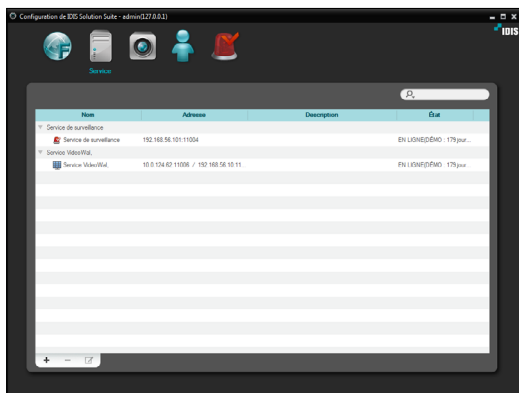 Configuration de IDIS Solution Suite - admin(127.0.0.1)
IDIS
Service
Nom Adresse Description État
Service de surveillance
Service de surveillance 192.168.56.101:11004 EN LIGNE(DÉMO : 179 jour...
Service VideoWall,
Service VideoWall, 10.0.124.62:11006 / 192.168.56.10:11... EN LIGNE(DÉMO : 179 jour...